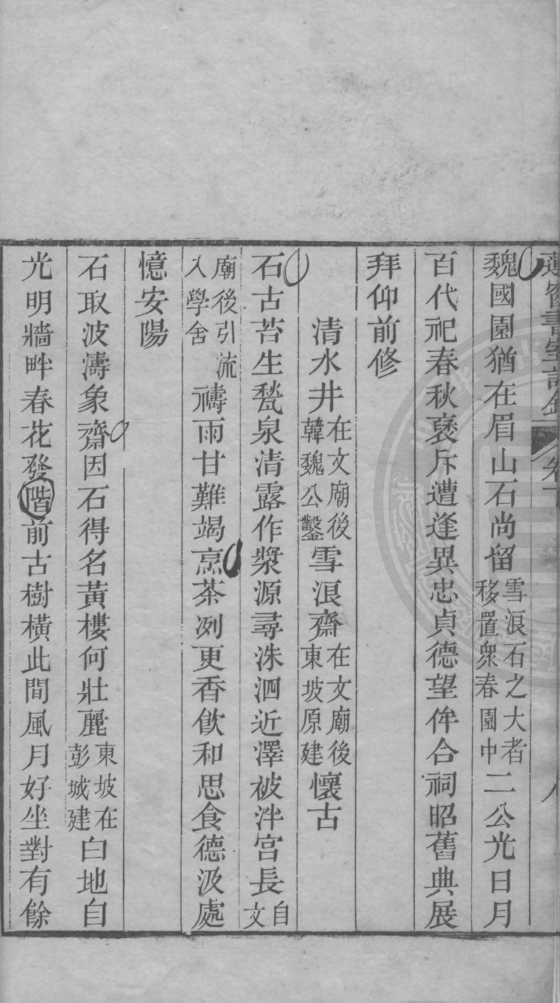 魏國園猶在眉山石尚留雪浪石之大者移置衆春園中二公光日月
百代祀春秋褒斥遭逢異忠貞德望侔合祠昭舊典展
拜仰前修
清水井在文廟後韓魏公鑿雪浪齋在文廟後東坡原建懷古
石古苔生甃泉清露作漿源尋洙泗近澤被泮宫長自文
廟後引流入學舍禱雨甘難竭烹茶冽更香飲和思食德汲處
憶安陽
石取波濤象齋因石得名黃樓何壯麗東坡在彭城建白地自
光明牆畔春花發階前古樹橫此間風月好坐對有餘